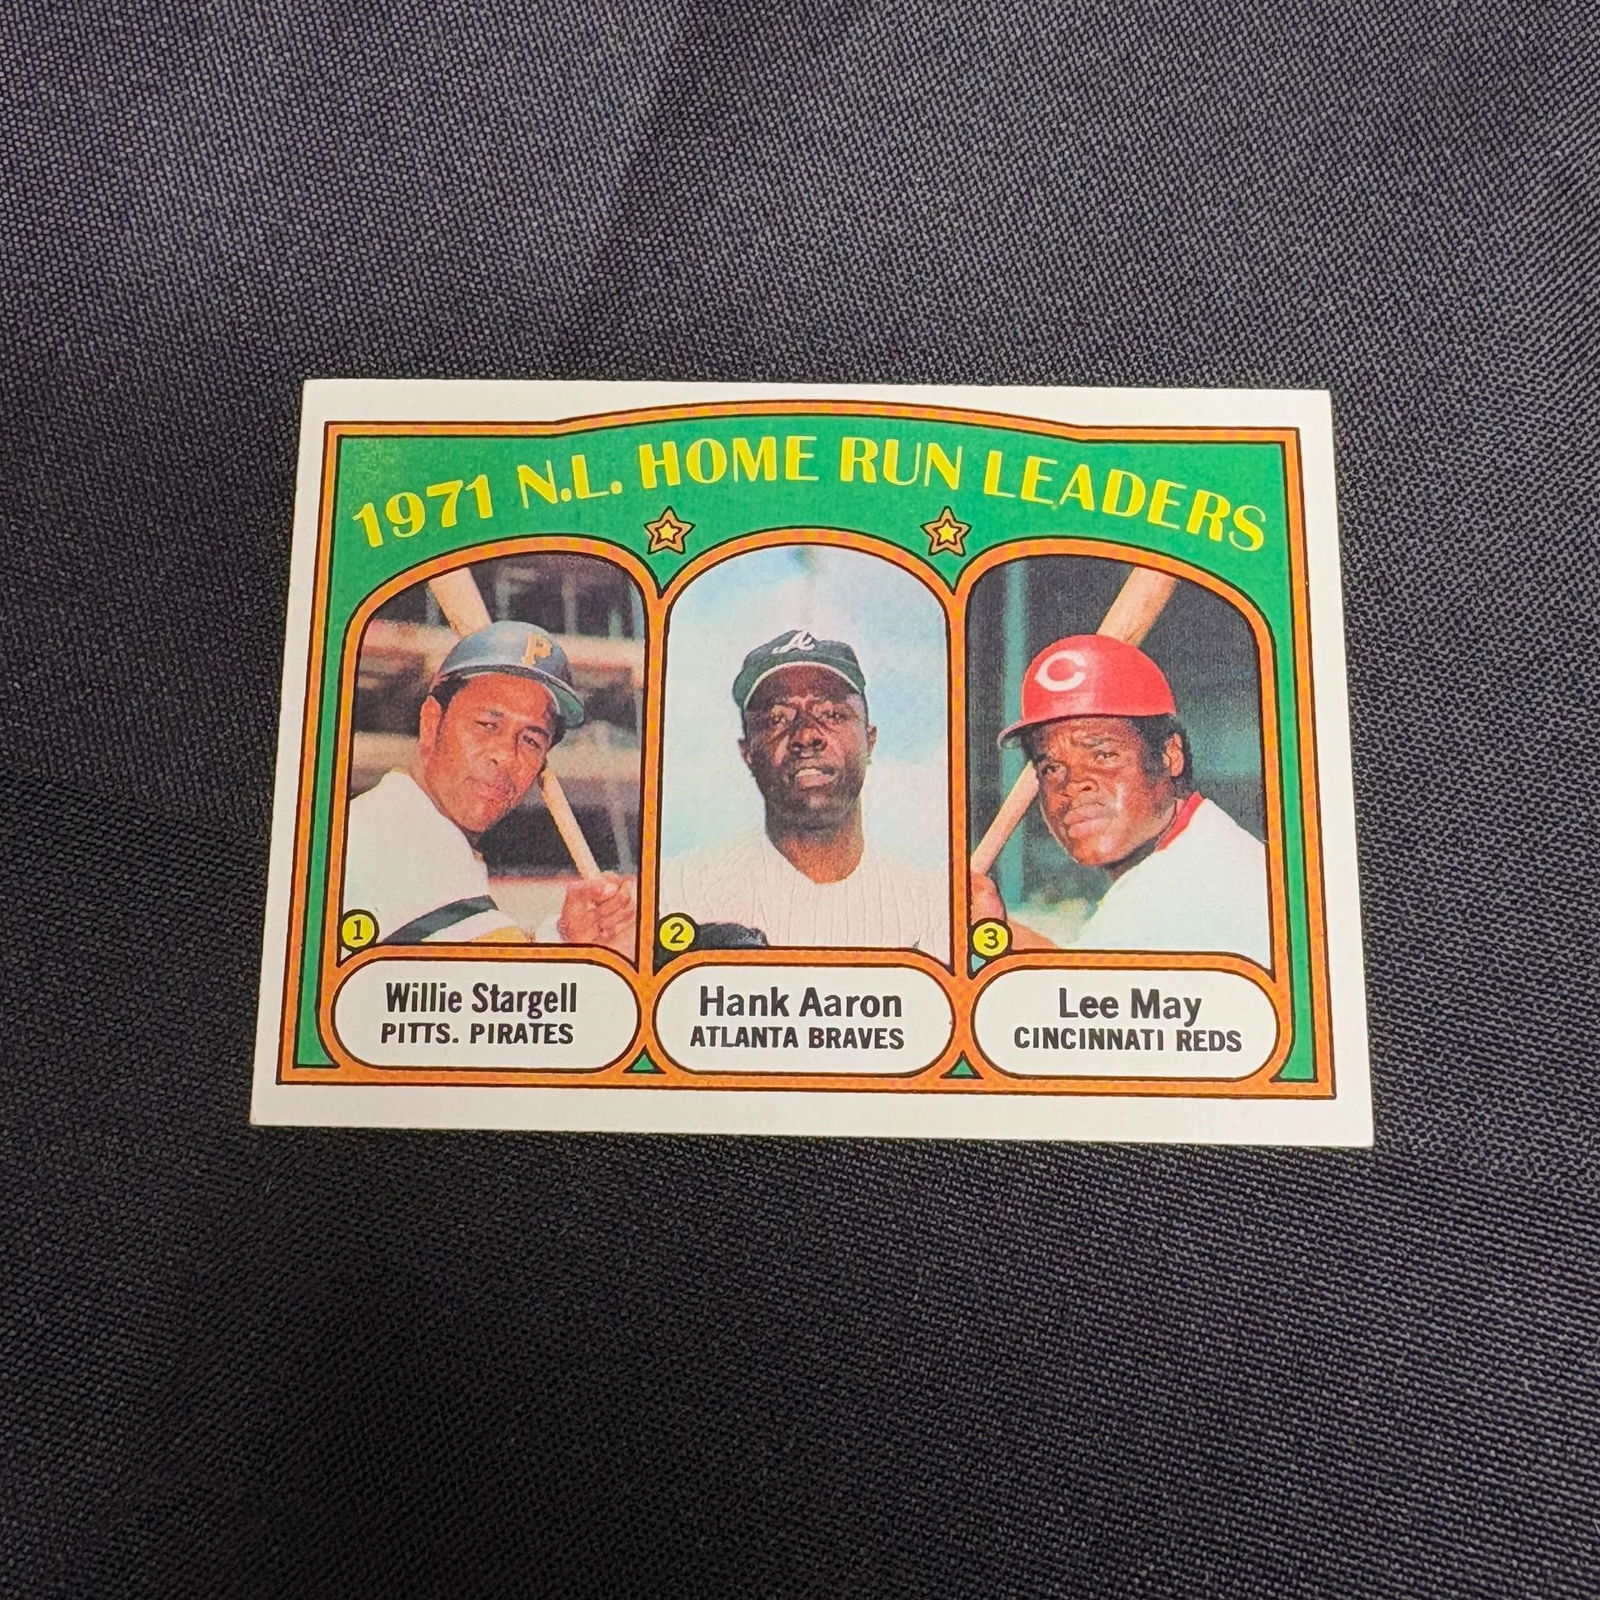 1971 N.L. HOME RUN LEADERS
P
A
C
1
2
3
Willie Stargell
PITTS. PIRATES
Hank Aaron
ATLANTA BRAVES
Lee May
CINCINNATI REDS